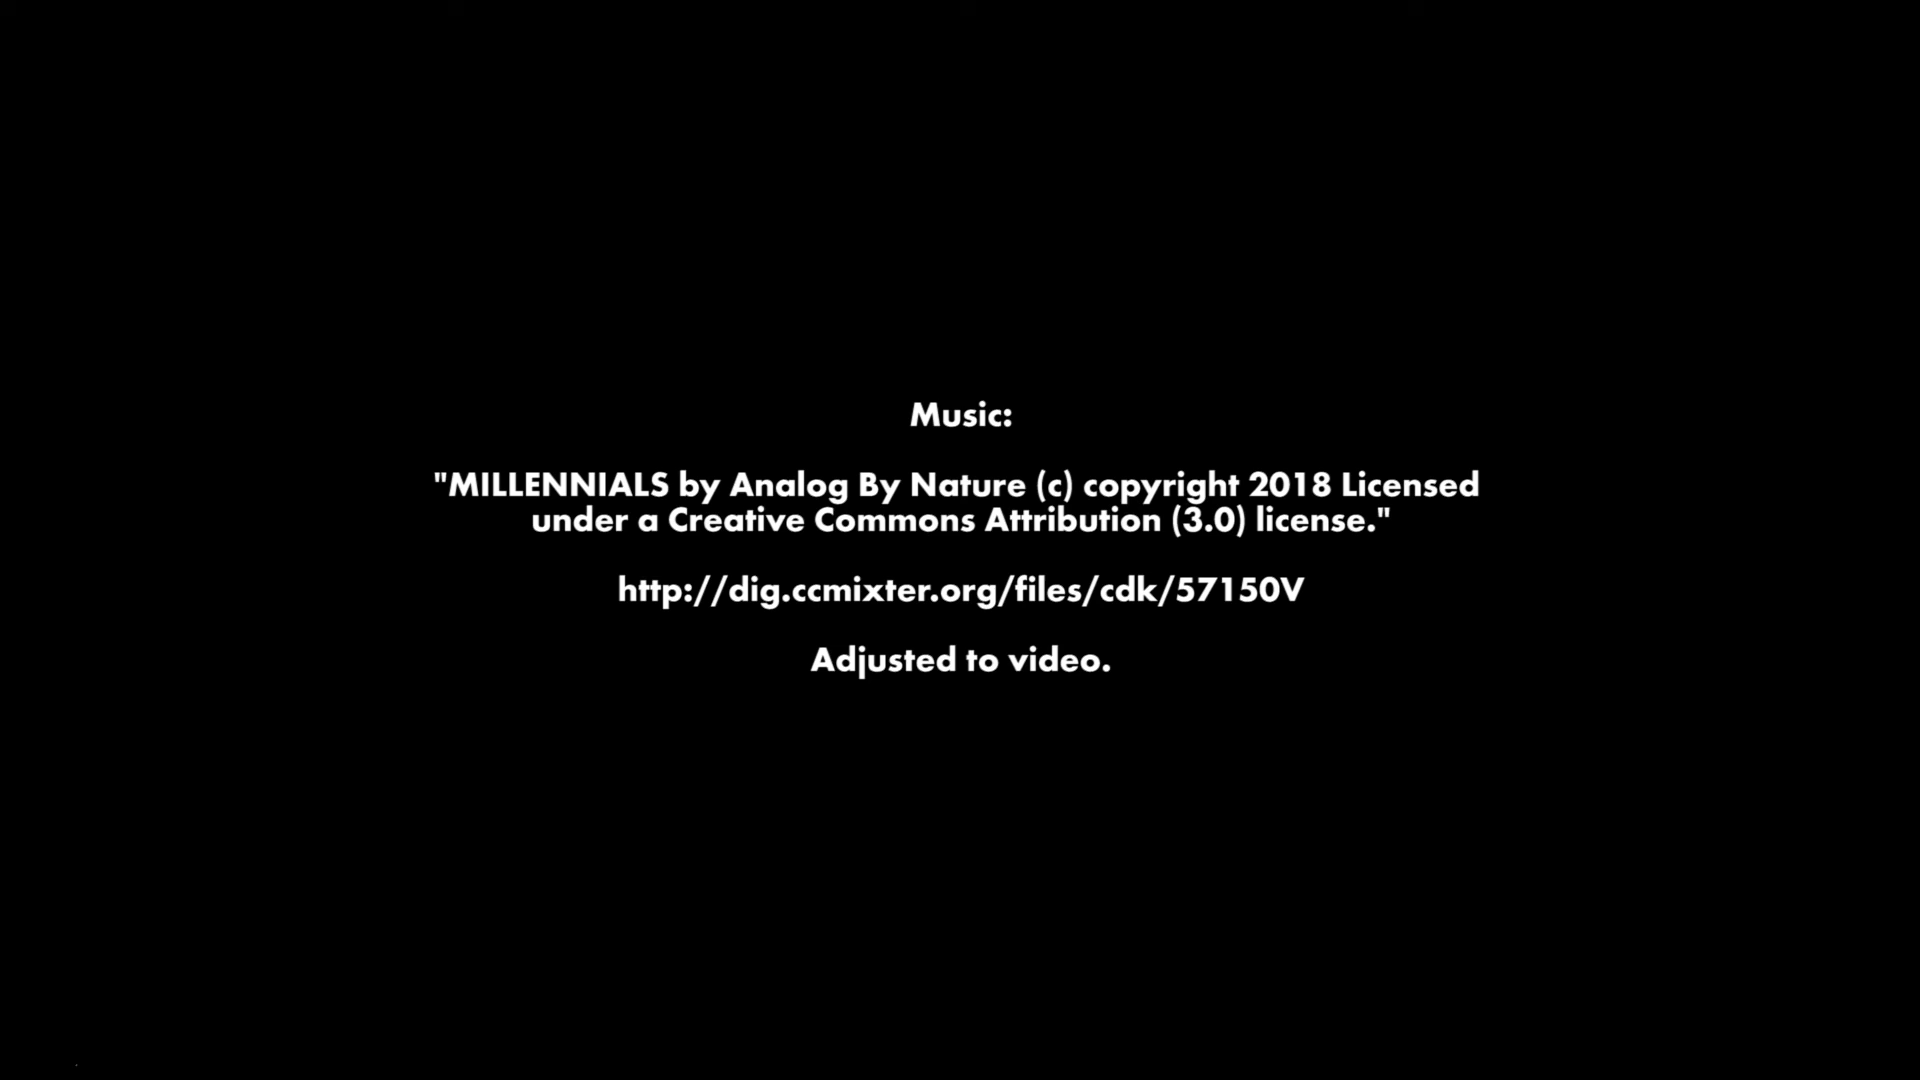 Music:
"MILLENNIALS by Analog By Nature (c) copyright 2018 Licensed
under a Creative Commons Attribution (3.0) license."
http://dig.ccmixter.org/files/cdk/57150V
Adjusted to video.